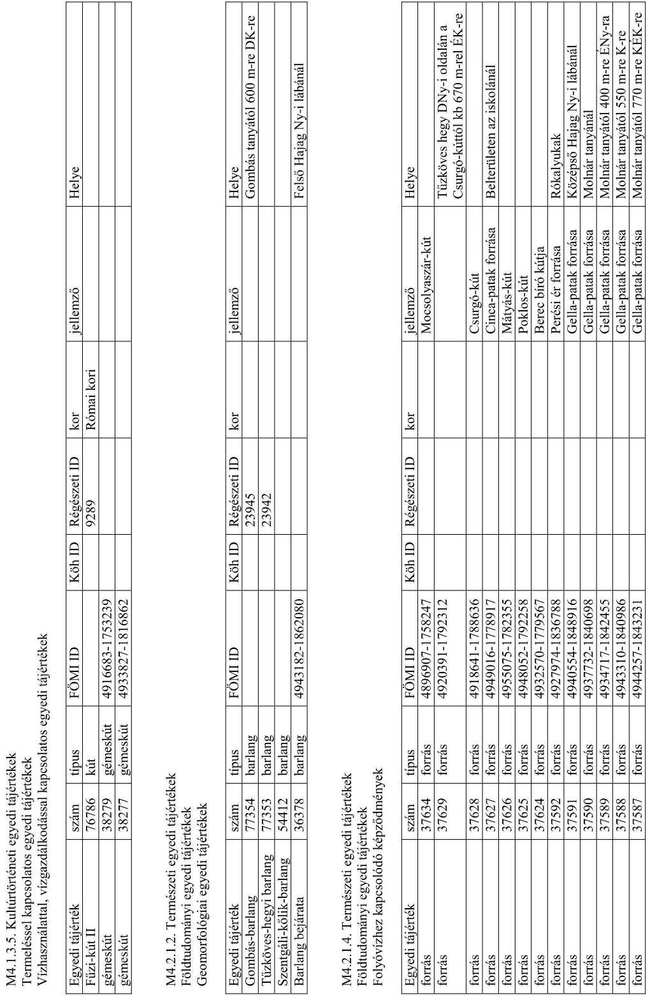 M4.1.3.5. Kultúrtörténeti egyedi tájértékek
Termeléssel kapcsolatos egyedi tájértékek
Vízhasználattal, vízgazdálkodással kapcsolatos egyedi tájértékek
Egyedi tájérték szám típus FÖMI ID Köh ID Régészeti ID kor jellemző Helye
Fűzi-kút II 76786 kút 9289 Római kori
gémeskút 38279 gémeskút 4916683-1753239
gémeskút 38277 gémeskút 4933827-1816862
M4.2.1.2. Természeti egyedi tájértékek
Földtudományi egyedi tájértékek
Geomorfológiai egyedi tájértékek
Egyedi tájérték szám típus FÖMI ID Köh ID Régészeti ID kor jellemző Helye
Gombás-barlang 77354 barlang 23945 Gombás tanyától 600 m-re DK-re
Tűzköves-hegyi barlang 77353 barlang 23942
Szentgáli-kőlik-barlang 54412 barlang
Barlang bejárata 36378 barlang 4943182-1862080 Felső Hajag Ny-i lábánál
M4.2.1.4. Természeti egyedi tájértékek
Földtudományi egyedi tájértékek
Folyóvízhez kapcsolódó képződmények
Egyedi tájérték szám típus FÖMI ID Köh ID Régészeti ID kor jellemző Helye
forrás 37634 forrás 4896907-1758247 Mocsolyaszár-kút
forrás 37629 forrás 4920391-1792312 Tűzköves hegy DNy-i oldalán a
Csurgó-kúttól kb 670 m-rel ÉK-re
forrás 37628 forrás 4918641-1788636 Csurgó-kút
forrás 37627 forrás 4949016-1778917 Cinca-patak forrása Belterületen az iskolánál
forrás 37626 forrás 4955075-1782355 Mátyás-kút
forrás 37625 forrás 4948052-1792258 Poklos-kút
forrás 37624 forrás 4932570-1779567 Berec bíró kútja
forrás 37592 forrás 4927974-1836788 Perési ér forrása Rókalyukak
forrás 37591 forrás 4940554-1848916 Gella-patak forrása Középső Hajag Ny-i lábánál
forrás 37590 forrás 4937732-1840698 Gella-patak forrása Molnár tanyánál
forrás 37589 forrás 4934717-1842455 Gella-patak forrása Molnár tanyától 400 m-re ÉNy-ra
forrás 37588 forrás 4943310-1840986 Gella-patak forrása Molnár tanyától 550 m-re K-re
forrás 37587 forrás 4944257-1843231 Gella-patak forrása Molnár tanyától 770 m-re KÉK-re